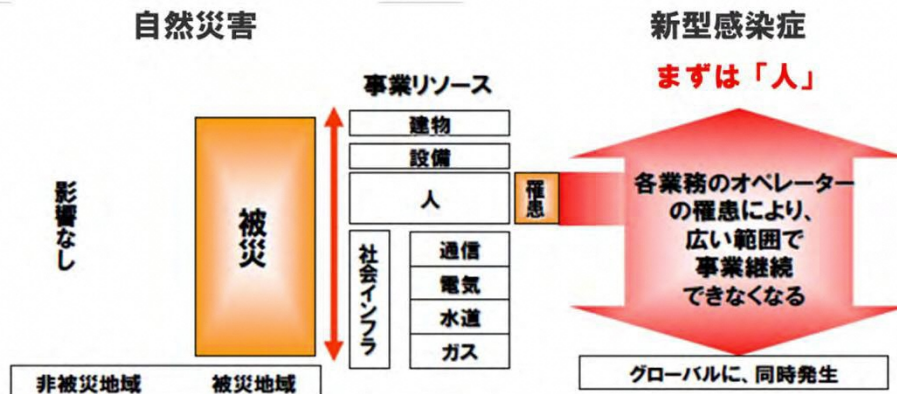 自然災害
新型感染症
まずは「人」
事業リソース
建物
設備
人
罹患
影響なし
被災
社会インフラ
通信
電気
水道
ガス
各業務のオペレーター
の罹患により、
広い範囲で
事業継続
できなくなる
非被災地域
被災地域
グローバルに、同時発生